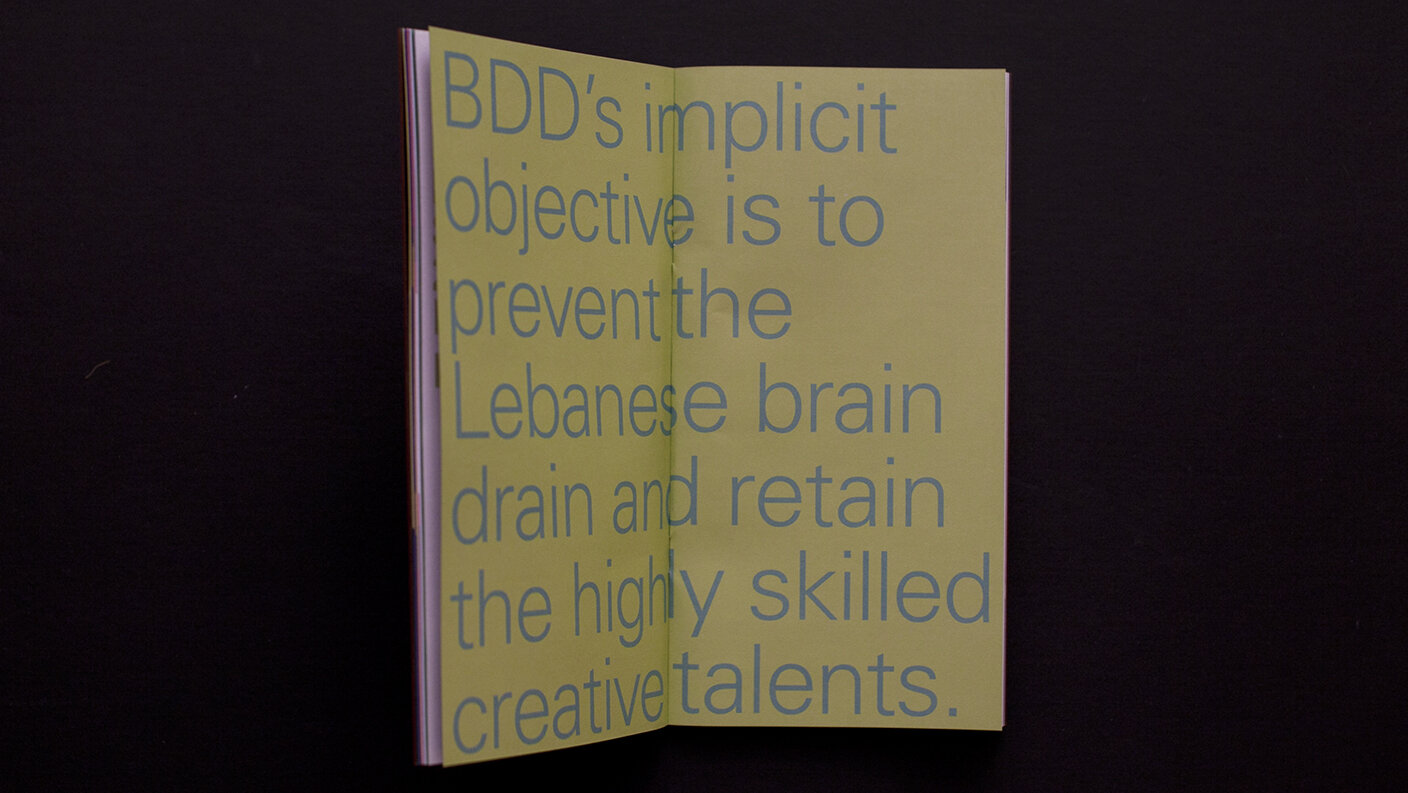 BDD’s implicit
objective is to
prevent the
Lebanese brain
drain and retain
the highly skilled
creative talents.